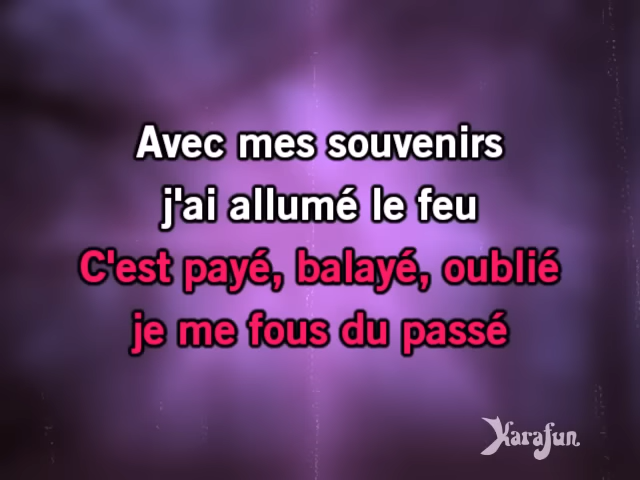 Avec mes souvenirs
j'ai allumé le feu
C'est payé, balayé, oublié
je me fous du passé
Karafun